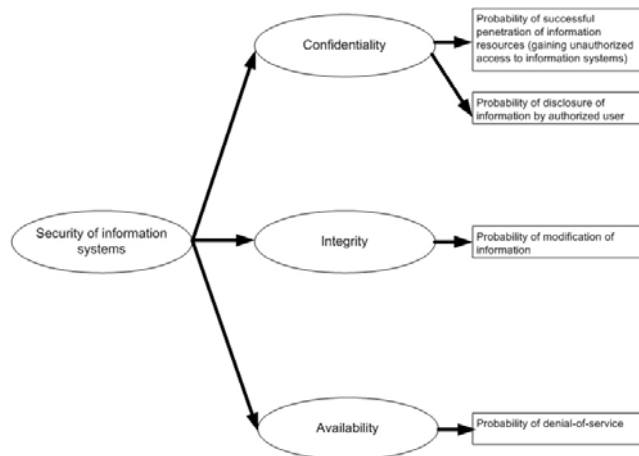 Probability of successful
penetration of information
resources (gaining unauthorized
access to information systems)
Confidentiality
Probability of disclosure of
information by authorized user
Security of information
systems
Integrity
Probability of modification of
information
Availability
Probability of denial-of-service